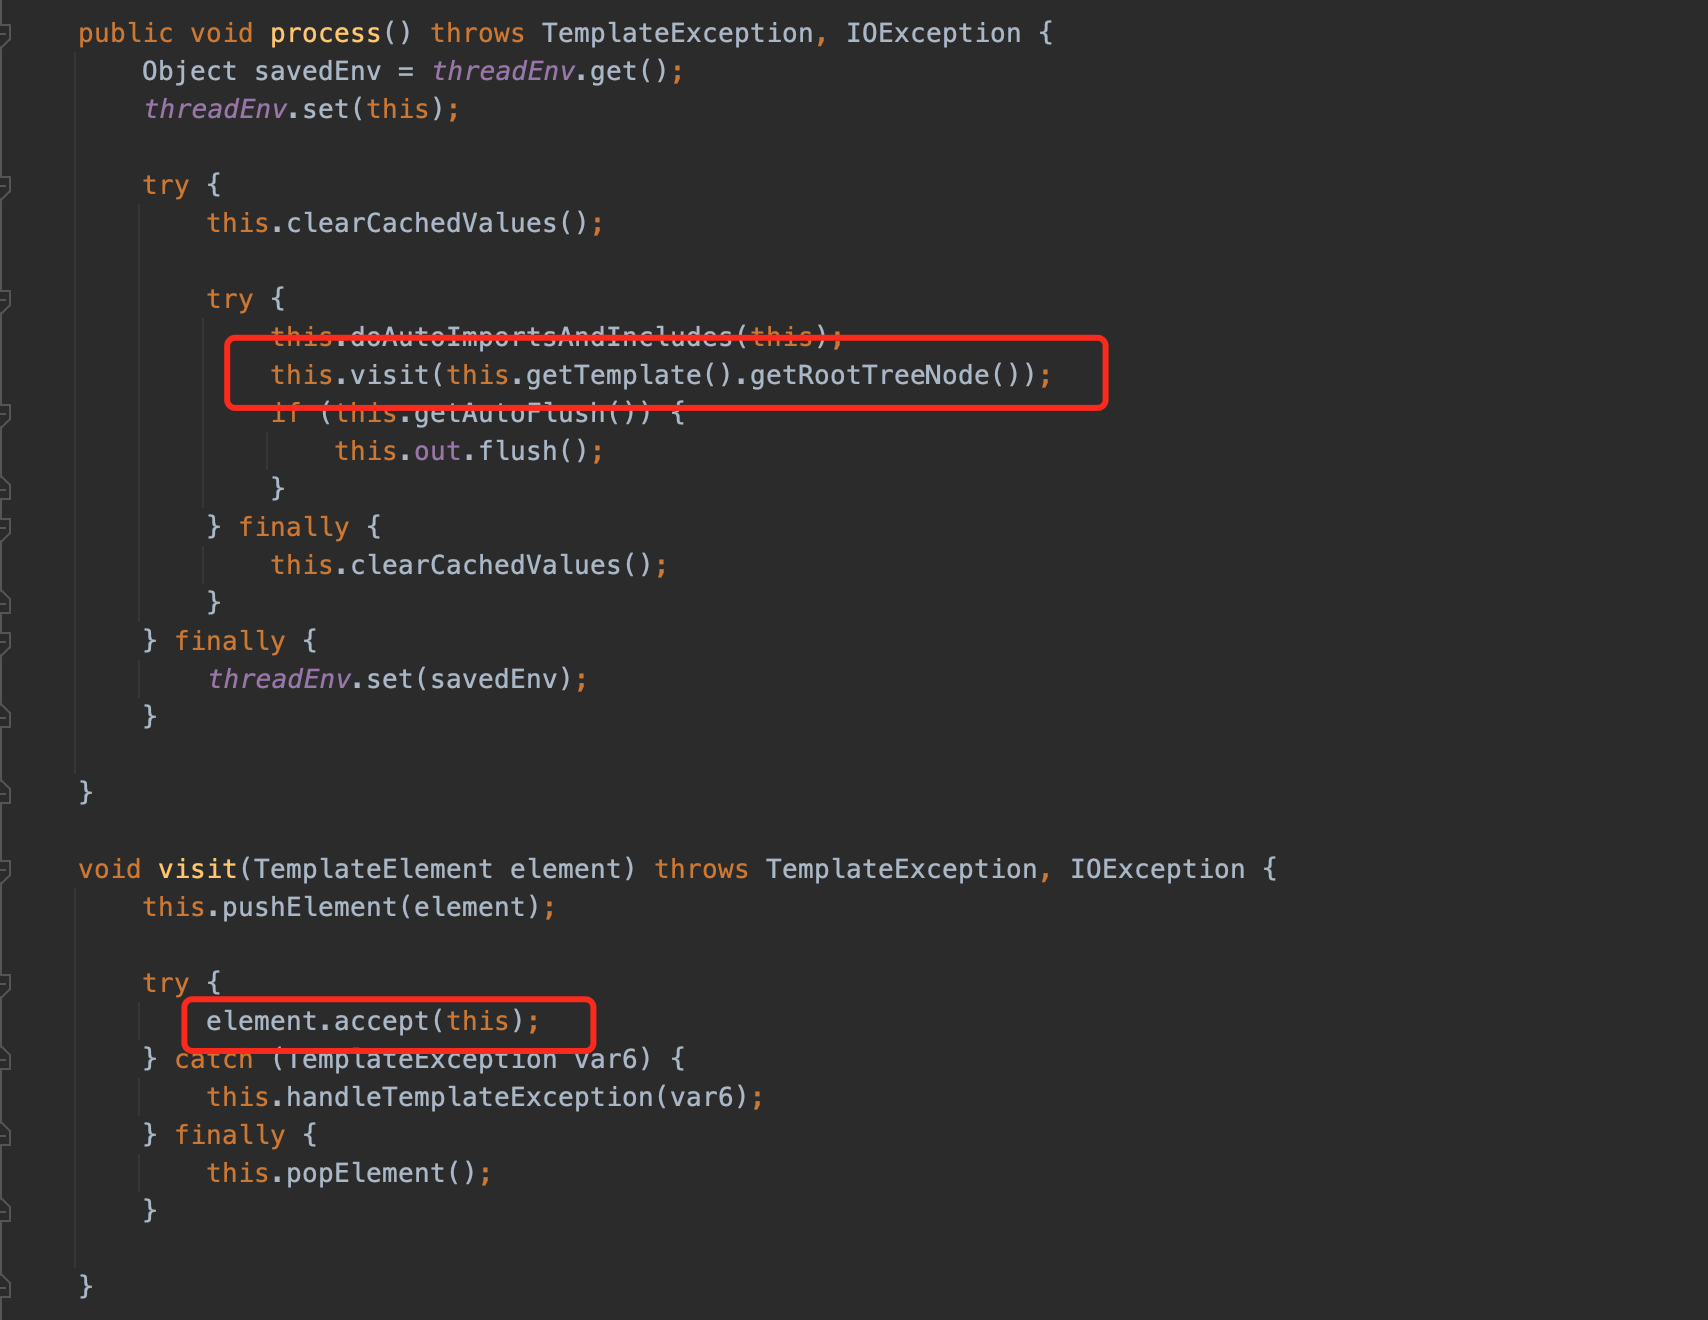 public void process() throws TemplateException, IOException {
Object savedEnv = threadEnv.get();
threadEnv.set(this);
try {
this.clearCachedValues();
try {
this.doAutoImportsAndIncludes(this);
this.visit(this.getTemplate().getRootTreeNode());
if (this.getAutoFlush()) {
this.out.flush();
}
} finally {
this.clearCachedValues();
}
} finally {
threadEnv.set(savedEnv);
}
}
void visit(TemplateElement element) throws TemplateException, IOException {
this.pushElement(element);
try {
element.accept(this);
} catch (TemplateException var6) {
this.handleTemplateException(var6);
} finally {
this.popElement();
}
}